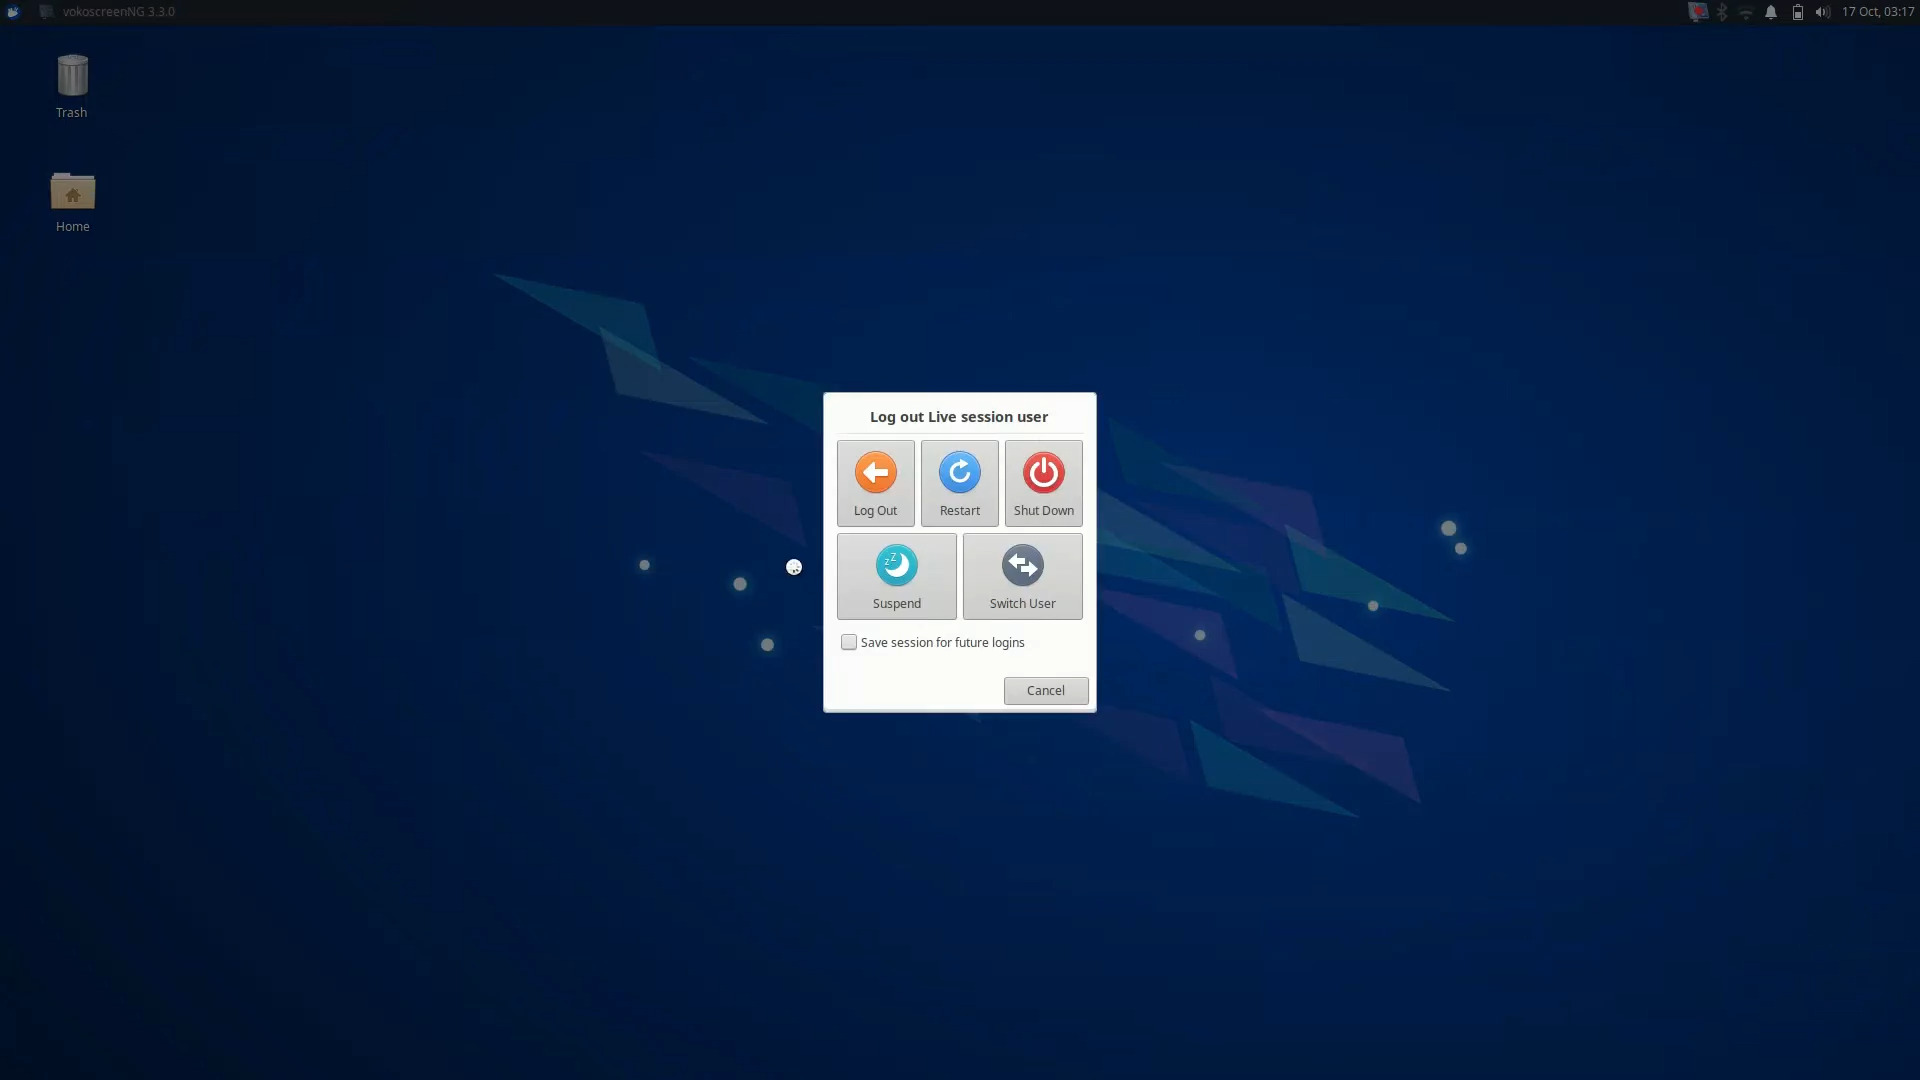 vokoscreenNG 3.3.0
17 Oct, 03:17
Trash
Home
Log out Live session user
Log Out
Restart
Shut Down
Suspend
Switch User
Save session for future logins
Cancel